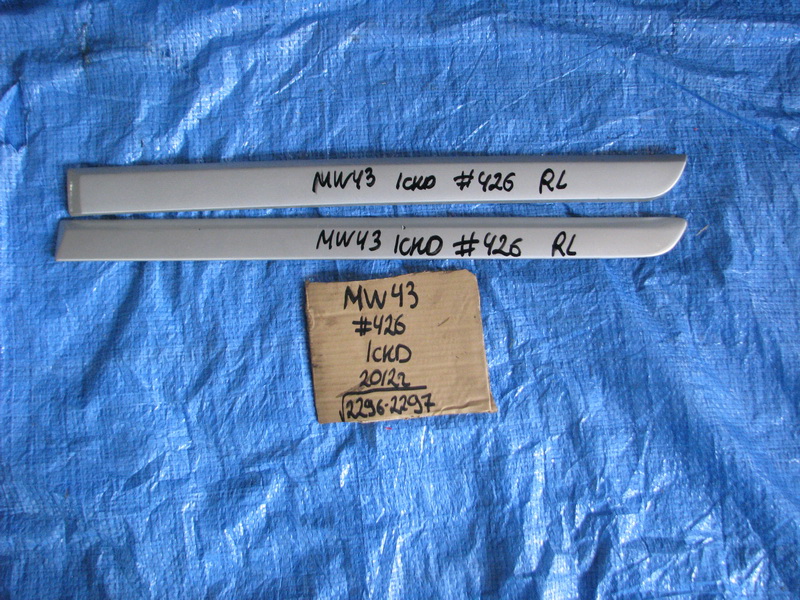 MW43 1CKD #426 RL
MW43 1CKD #426 RL
MW43
#426
1CKD
2012г
√2296-2297